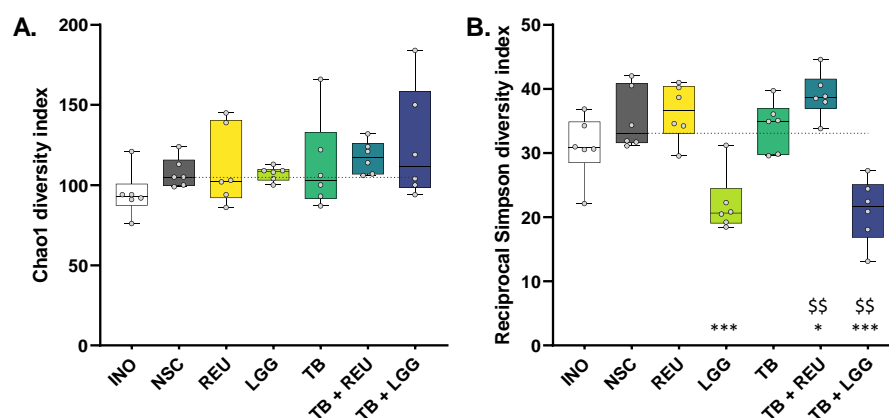 A.
Chao1 diversity index
200
150
100
50
0
INO
NSC
REU
LGG
TB
TB + REU
TB + LGG
B.
Reciprocal Simpson diversity index
50
40
30
20
10
0
$$
$$
***
*
***
INO
NSC
REU
LGG
TB
TB + REU
TB + LGG